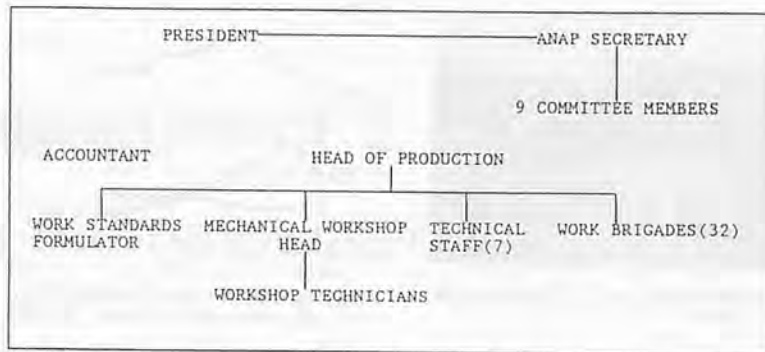 PRESIDENT ANAP SECRETARY
9 COMMITTEE MEMBERS
ACCOUNTANT HEAD OF PRODUCTION
WORK STANDARDS MECHANICAL WORKSHOP TECHNICAL WORK BRIGADES(32)
FORMULATOR HEAD STAFF(7)
WORKSHOP TECHNICIANS